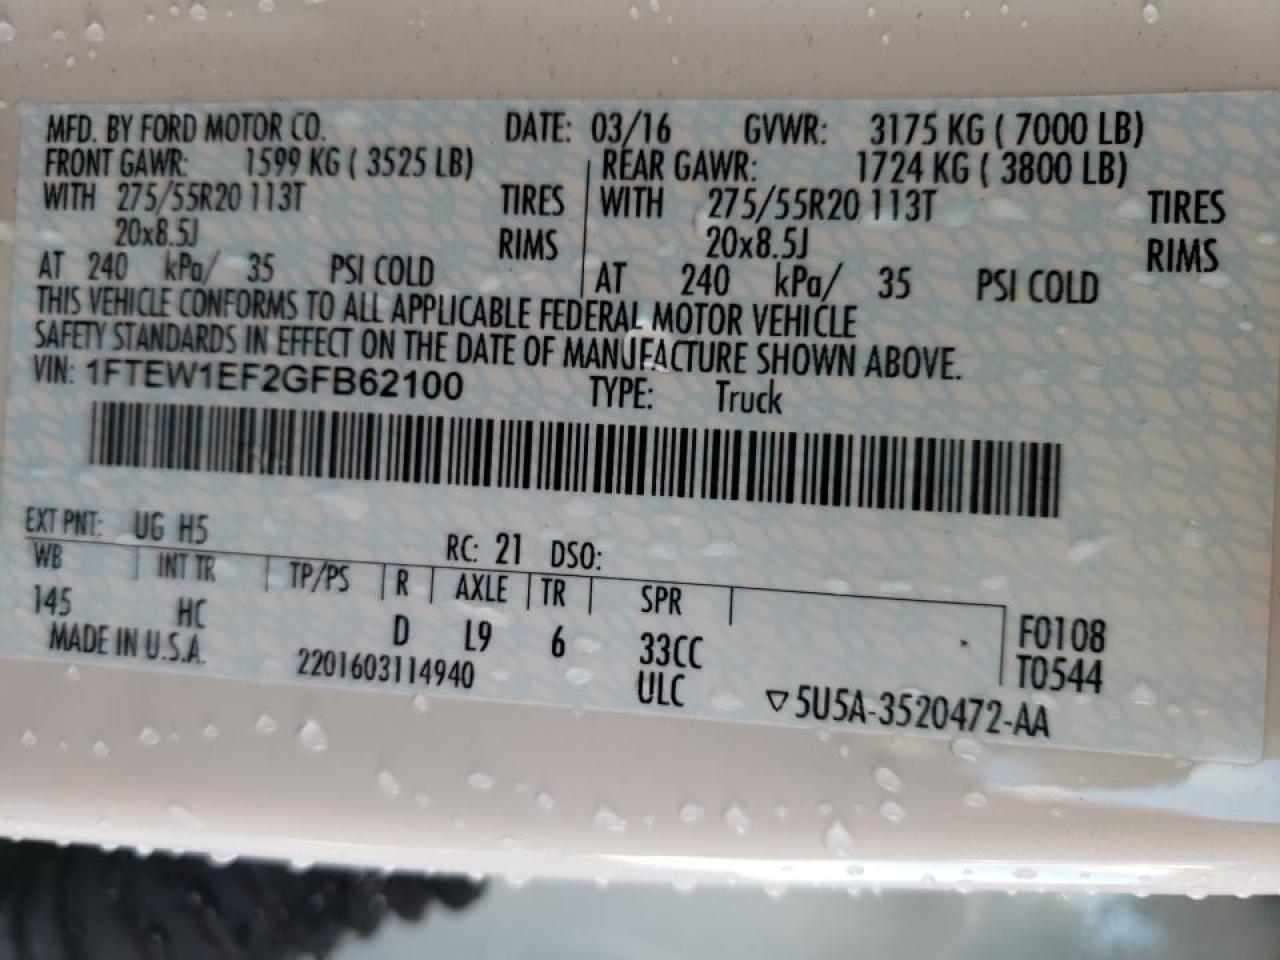 MFD. BY FORD MOTOR CO. DATE: 03/16 GVWR: 3175 KG ( 7000 LB)
FRONT GAWR: 1599 KG ( 3525 LB) REAR GAWR: 1724 KG ( 3800 LB)
WITH 275/55R20 113T TIRES WITH 275/55R20 113T TIRES
20x8.5J RIMS 20x8.5J RIMS
AT 240 kPa/ 35 PSI COLD AT 240 kPa/ 35 PSI COLD
THIS VEHICLE CONFORMS TO ALL APPLICABLE FEDERAL MOTOR VEHICLE
SAFETY STANDARDS IN EFFECT ON THE DATE OF MANUFACTURE SHOWN ABOVE.
VIN: 1FTEW1EF2GFB62100 TYPE: Truck
EXT PNT: UG H5 RC: 21 DSO:
WB INT TR TP/PS R AXLE TR SPR
145 HC D L9 6 33CC F0108
MADE IN U.S.A. 2201603114940 ULC T0544
▽5U5A-3520472-AA